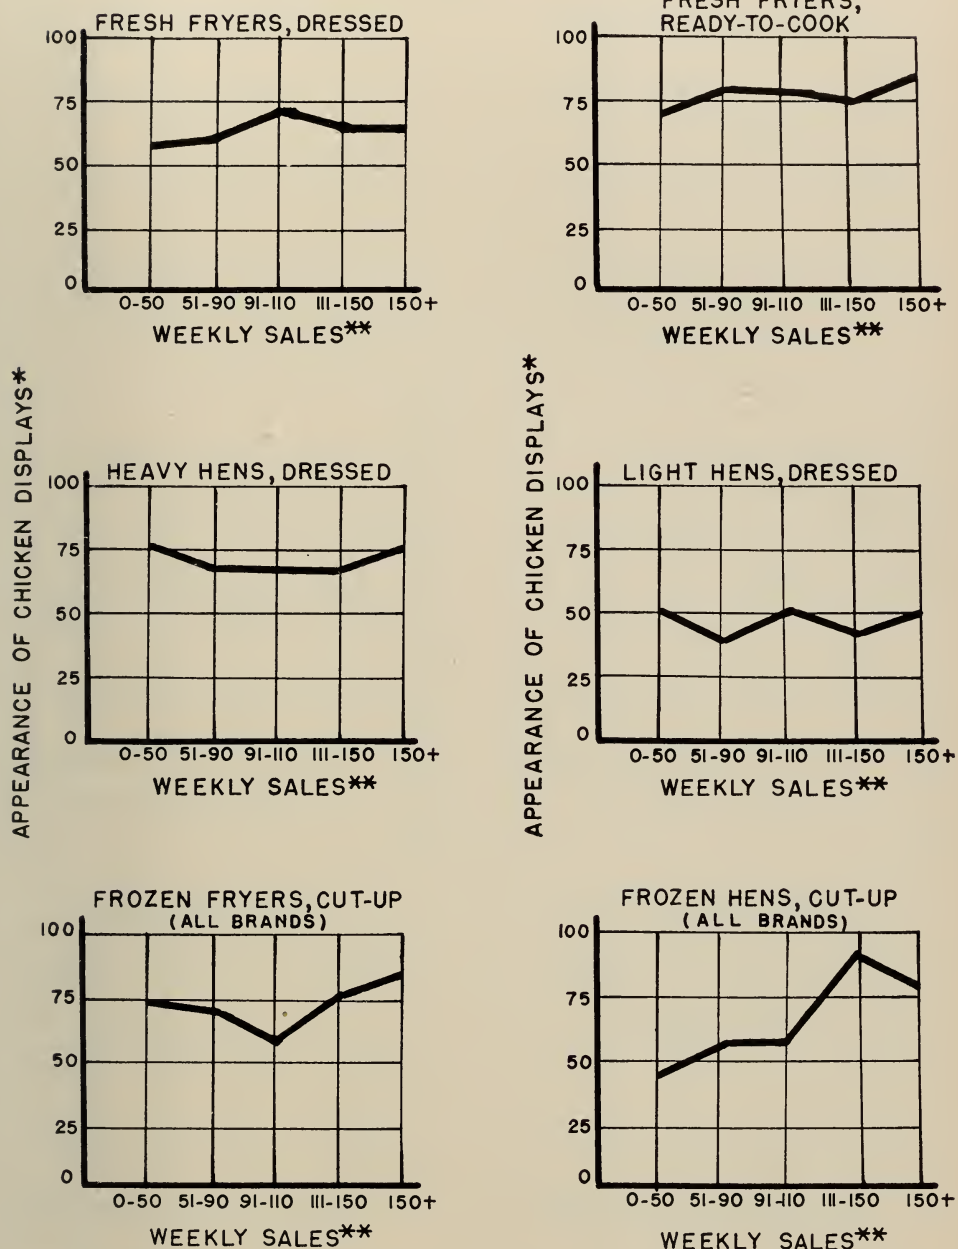 FRESH FRYERS, DRESSED
100
75
50
25
0
0-50 51-90 91-110 111-150 150+
WEEKLY SALES**
FRESH FRYERS,
READY-TO-COOK
100
75
50
25
0
0-50 51-90 91-110 111-150 150+
WEEKLY SALES**
APPEARANCE OF CHICKEN DISPLAYS*
HEAVY HENS, DRESSED
100
75
50
25
0
0-50 51-90 91-110 111-150 150+
WEEKLY SALES**
APPEARANCE OF CHICKEN DISPLAYS*
LIGHT HENS, DRESSED
100
75
50
25
0
0-50 51-90 91-110 111-150 150+
WEEKLY SALES**
FROZEN FRYERS, CUT-UP
(ALL BRANDS)
100
75
50
25
0
0-50 51-90 91-110 111-150 150+
WEEKLY SALES**
FROZEN HENS, CUT-UP
(ALL BRANDS)
100
75
50
25
0
0-50 51-90 91-110 111-150 150+
WEEKLY SALES**